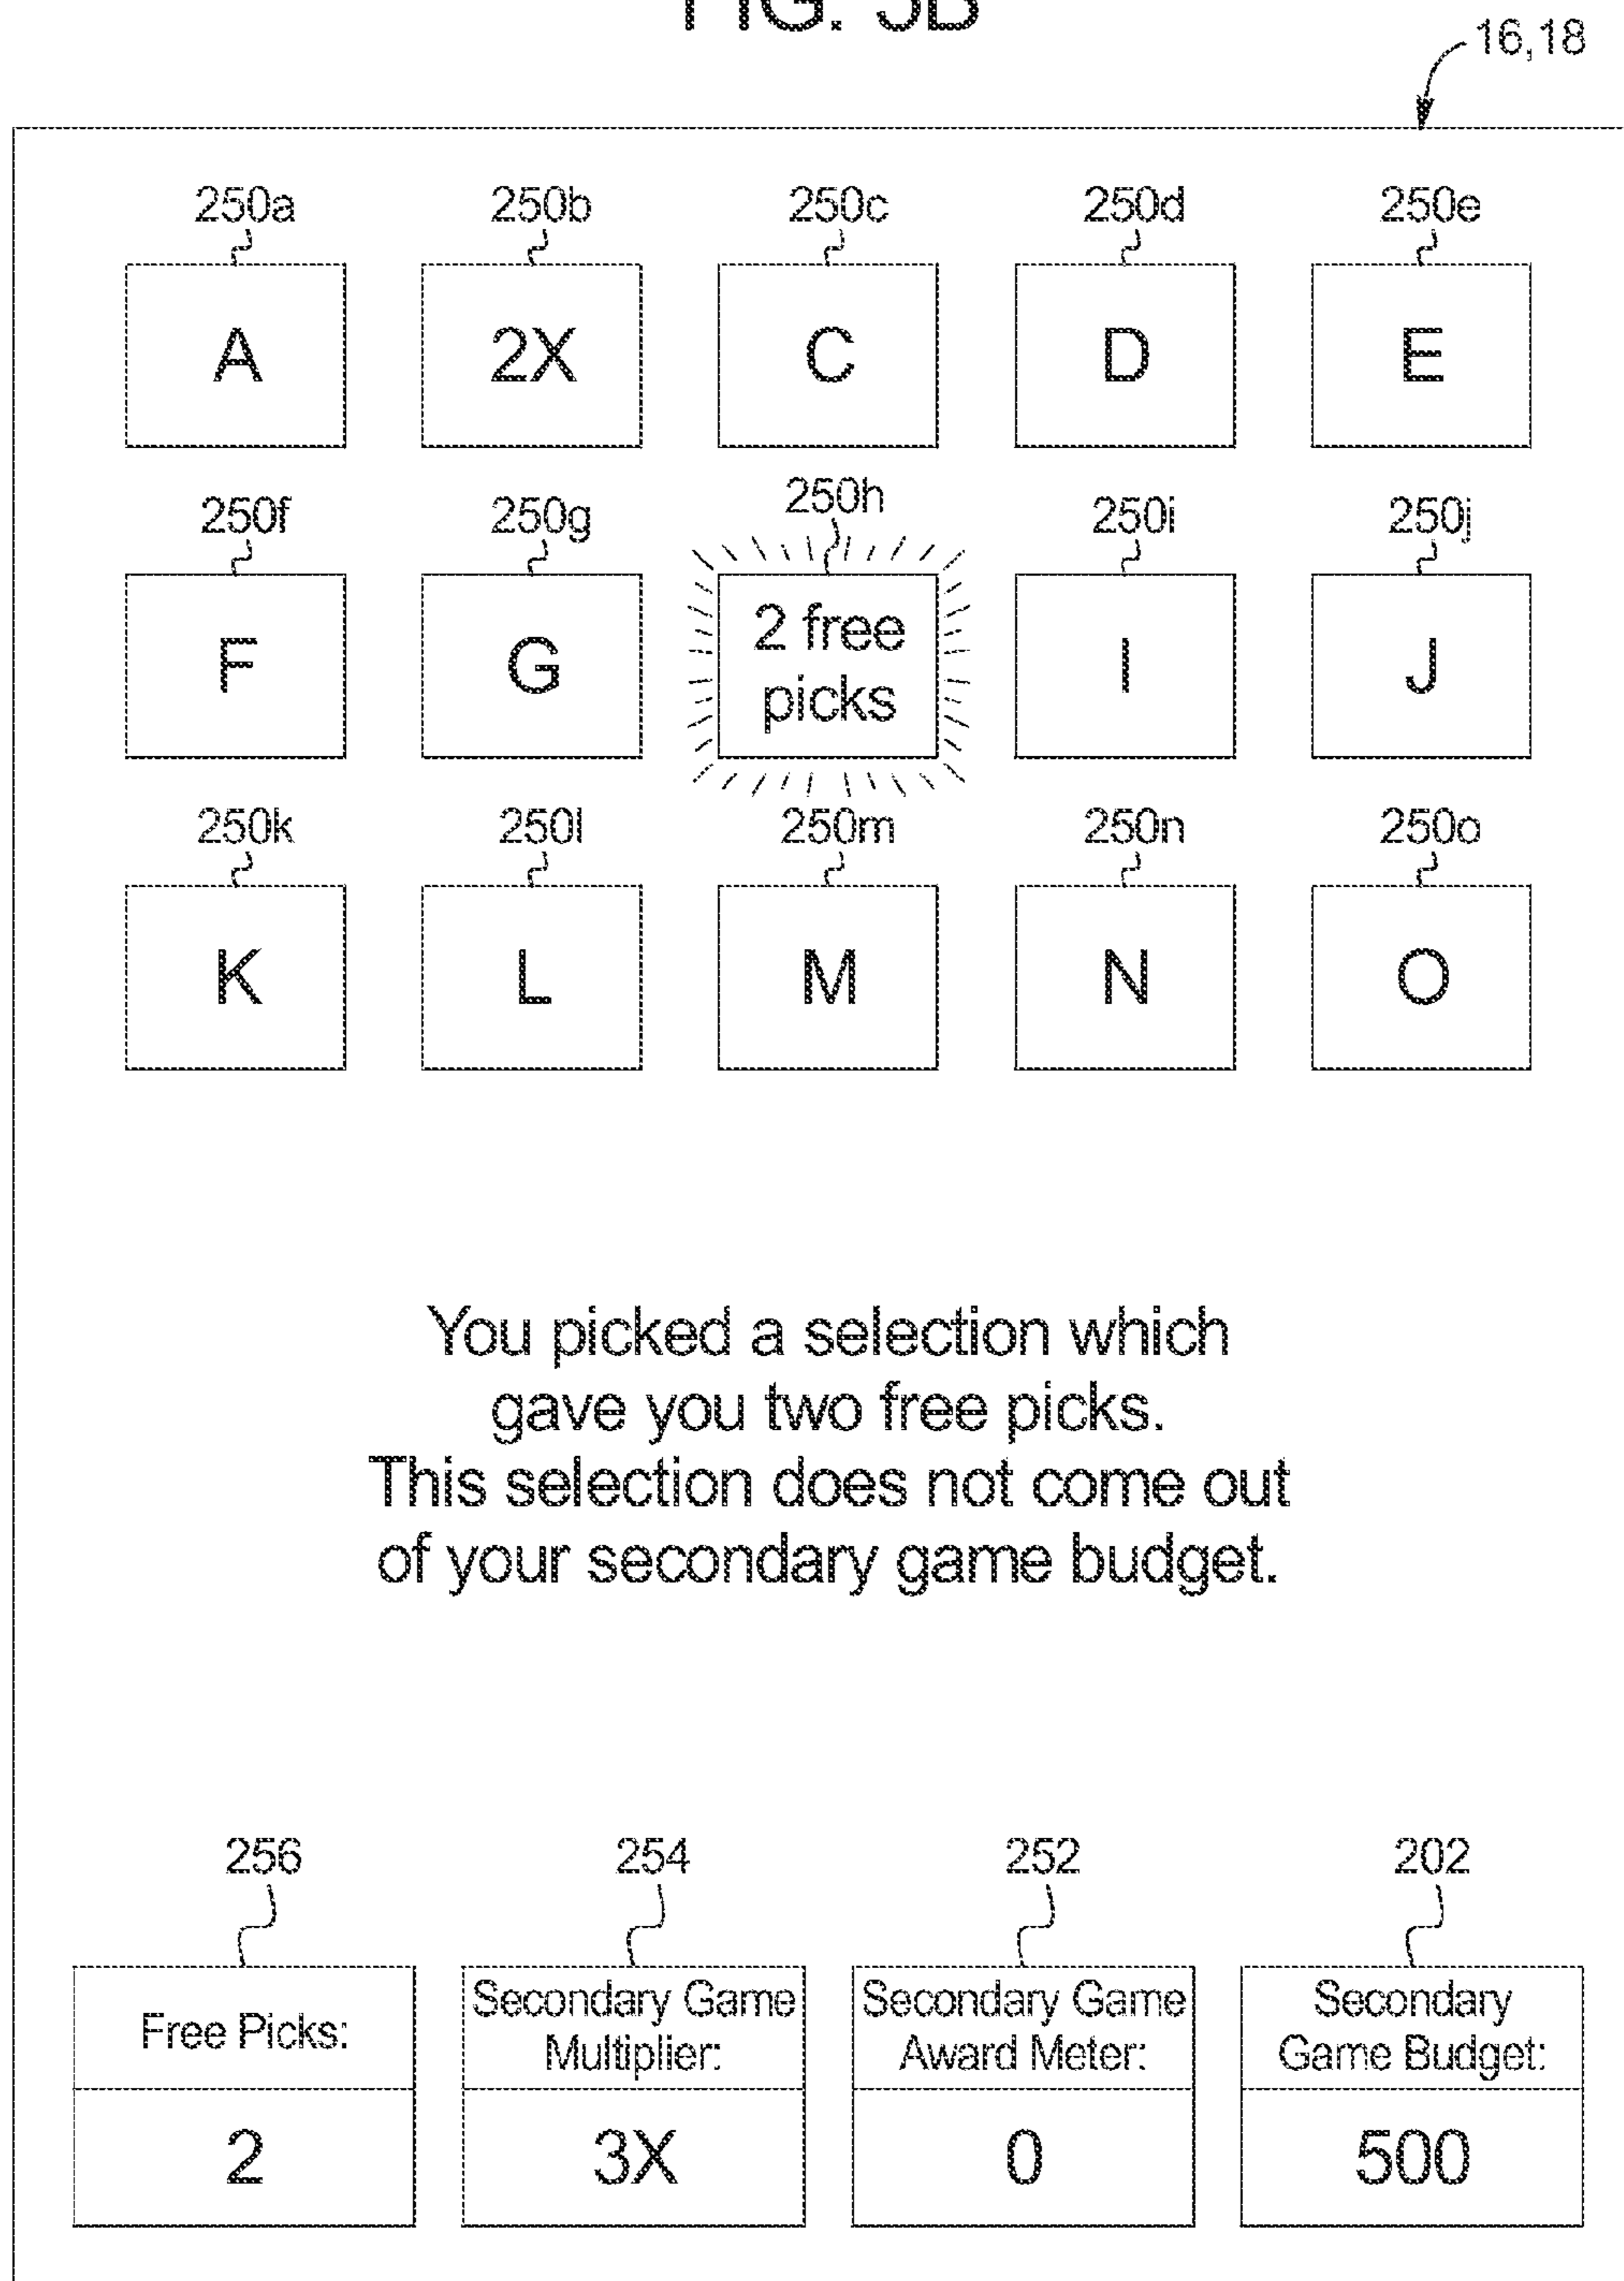 16,18
250a 250b 250c 250d 250e
A 2X C D E
250f 250g 250h 250i 250j
F G 2 free picks I J
250k 250l 250m 250n 250o
K L M N O
You picked a selection which
gave you two free picks.
This selection does not come out
of your secondary game budget.
256 254 252 202
Free Picks: Secondary Game Multiplier: Secondary Game Award Meter: Secondary Game Budget:
2 3X 0 500